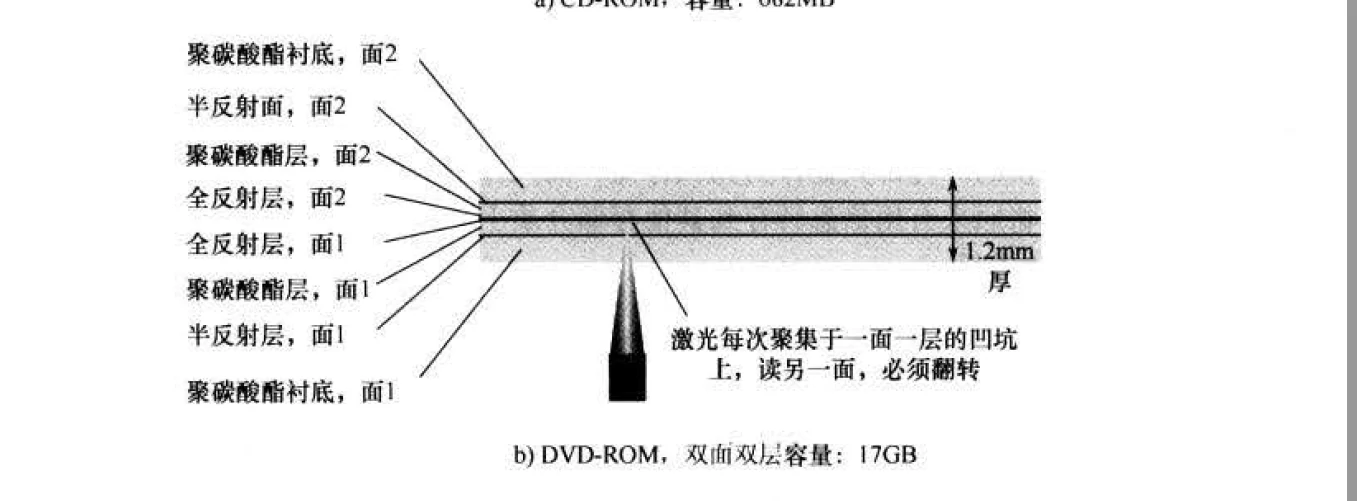 a) CD-ROM，容量：682MB
聚碳酸酯衬底，面2
半反射面，面2
聚碳酸酯层，面2
全反射层，面2
全反射层，面1
聚碳酸酯层，面1
半反射层，面1
聚碳酸酯衬底，面1
1.2mm
厚
激光每次聚集于一面一层的凹坑
上，读另一面，必须翻转
b) DVD-ROM，双面双层容量：17GB